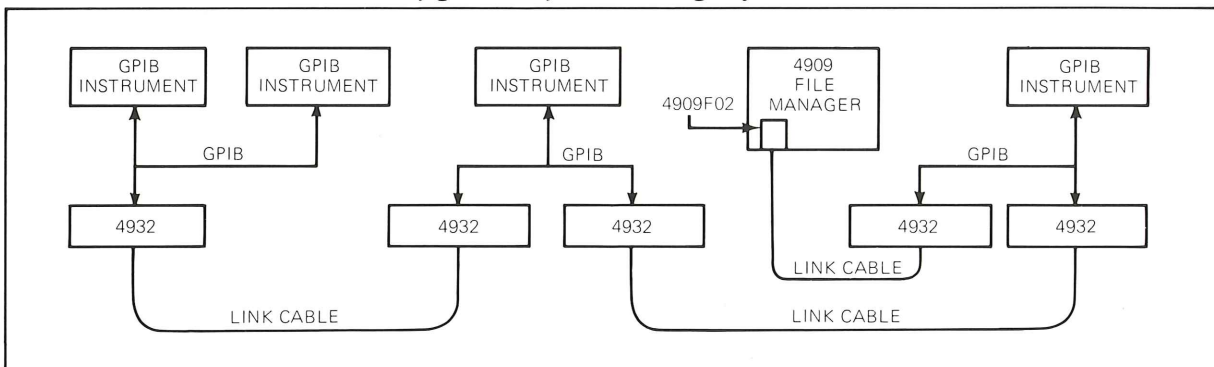 GPIB
INSTRUMENT
GPIB
INSTRUMENT
GPIB
INSTRUMENT
4909
FILE
MANAGER
GPIB
INSTRUMENT
4909F02
GPIB
GPIB
GPIB
4932
4932
4932
4932
4932
LINK CABLE
LINK CABLE
LINK CABLE